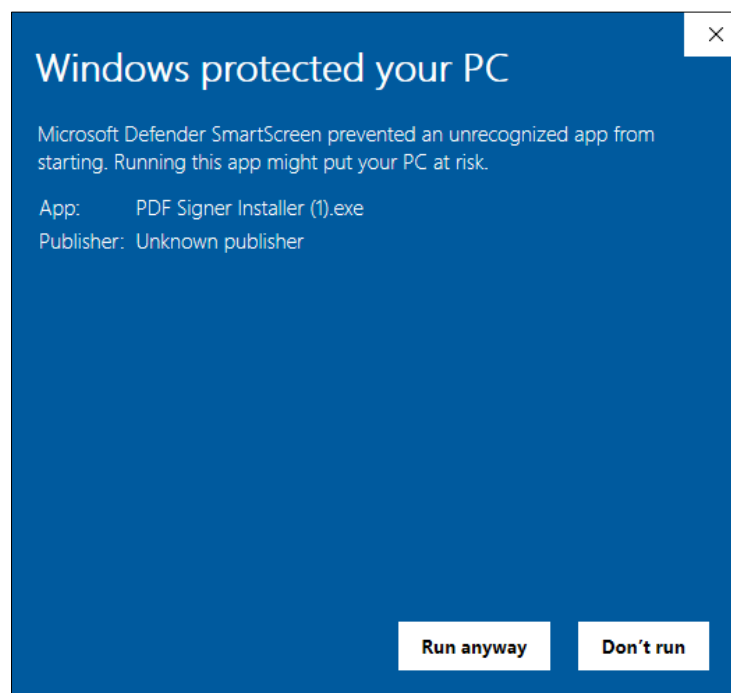 Windows protected your PC
Microsoft Defender SmartScreen prevented an unrecognized app from
starting. Running this app might put your PC at risk.
App: PDF Signer Installer (1).exe
Publisher: Unknown publisher
Run anyway Don’t run